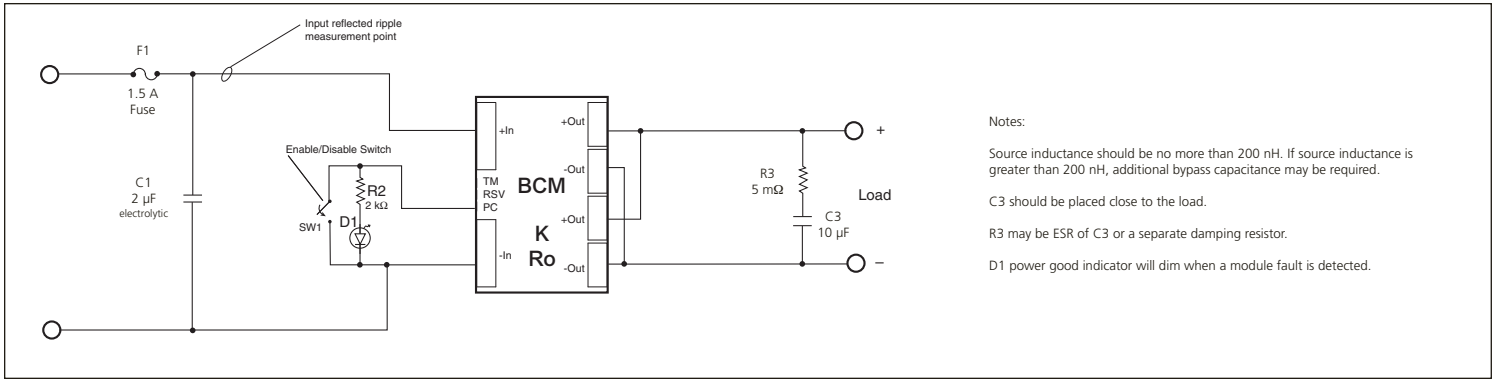 Input reflected ripple
measurement point
F1
1.5 A
Fuse
C1
2 µF
electrolytic
Enable/Disable Switch
SW1
R2
2 kΩ
D1
+In
TM
RSV
PC
-In
BCM
K
Ro
+Out
-Out
+Out
-Out
R3
5 mΩ
C3
10 µF
+
Load
–
Notes:
Source inductance should be no more than 200 nH. If source inductance is
greater than 200 nH, additional bypass capacitance may be required.
C3 should be placed close to the load.
R3 may be ESR of C3 or a separate damping resistor.
D1 power good indicator will dim when a module fault is detected.